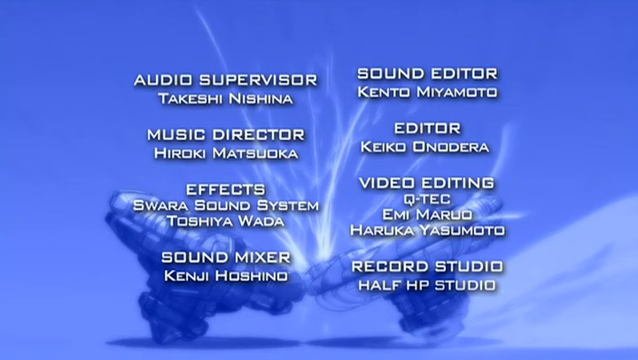 AUDIO SUPERVISOR
TAKESHI NISHINA
MUSIC DIRECTOR
HIROKI MATSUOKA
EFFECTS
SWARA SOUND SYSTEM
TOSHIYA WADA
SOUND MIXER
KENJI HOSHINO
SOUND EDITOR
KENTO MIYAMOTO
EDITOR
KEIKO ONODERA
VIDEO EDITING
Q-TEC
EMI MARUO
HARUKA YASUMOTO
RECORD STUDIO
HALF HP STUDIO